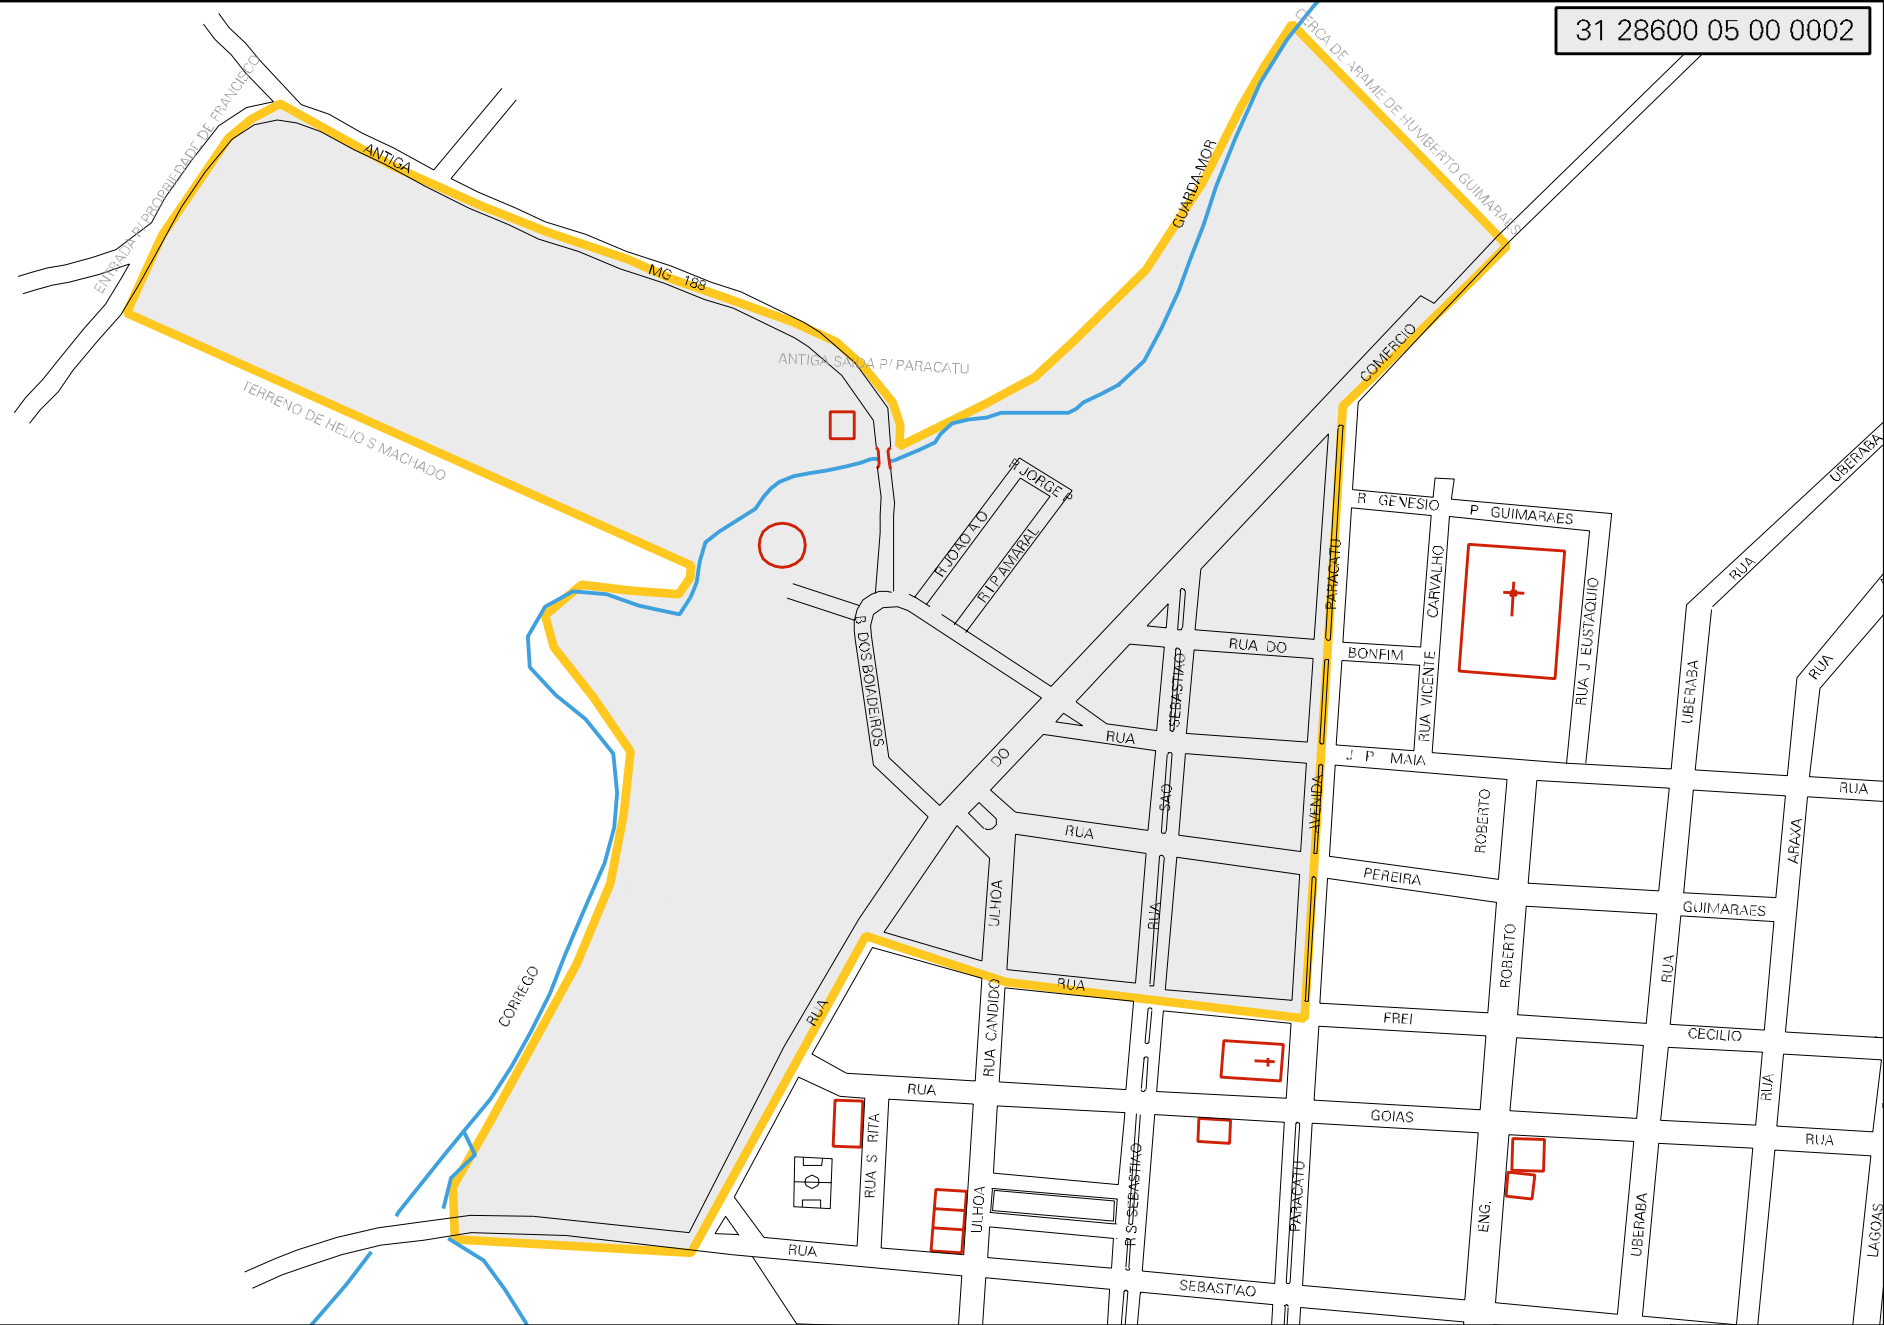 31 28600 05 00 0002
CERCA DE ARAME DE HUMBERTO GUIMARAES
ENTRADA P/ PROPRIEDADE DE FRANCISCO
ANTIGA
GUARDA-MOR
MG - 188
ANTIGA SAIDA P/ PARACATU
COMERCIO
TERRENO DE HELIO S MACHADO
UBERABA
R JORGE P
R JOAO A O
R I P AMARAL
R GENESIO
P GUIMARAES
PARACATU
CARVALHO
RUA
RUA J EUSTAQUIO
R DOS BOIADEIROS
RUA DO
BONFIM
SEBASTIAO
RUA VICENTE
UBERABA
RUA
RUA
DO
J P MAIA
RUA
SAO
AVENIDA
ROBERTO
RUA
ARAXA
PEREIRA
ULHOA
RUA
GUIMARAES
ROBERTO
RUA
CORREGO
RUA
RUA
RUA CANDIDO
FREI
CECILIO
RUA
RUA
GOIAS
RUA
RUA S RITA
R S SEBASTIAO
PARACATU
ULHOA
ENG.
UBERABA
LAGOAS
RUA
SEBASTIAO